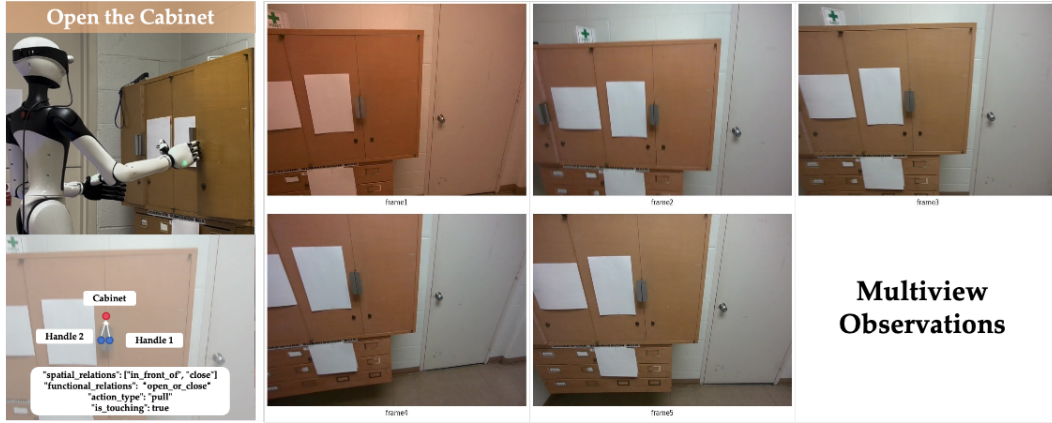 Open the Cabinet
Cabinet
Handle 2
Handle 1
"spatial_relations": ["in_front_of", "close"]
"functional_relations": "open_or_close"
"action_type": "pull"
"is_touching": true
frame1
frame2
frame3
frame4
frame5
Multiview
Observations